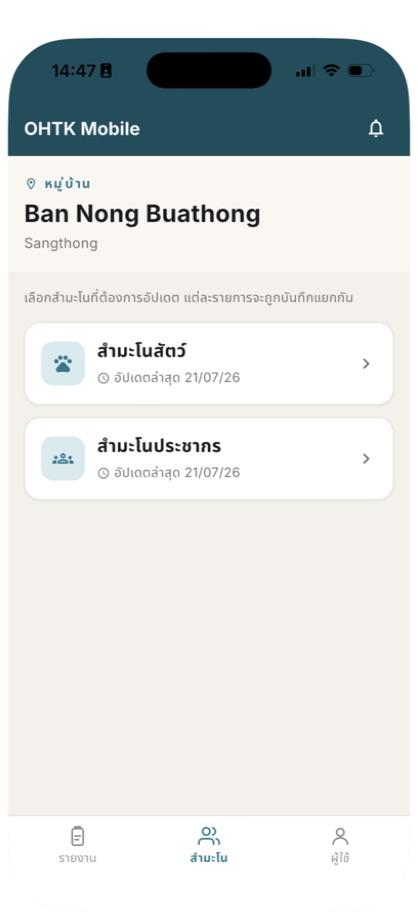 14:47
OHTK Mobile
หมู่บ้าน
Ban Nong Buathong
Sangthong
เลือกสำมะโนที่ต้องการอัปเดต แต่ละรายการจะถูกบันทึกแยกกัน
สำมะโนสัตว์
อัปเดตล่าสุด 21/07/26
สำมะโนประชากร
อัปเดตล่าสุด 21/07/26
รายงาน
สำมะโน
ผู้ใช้